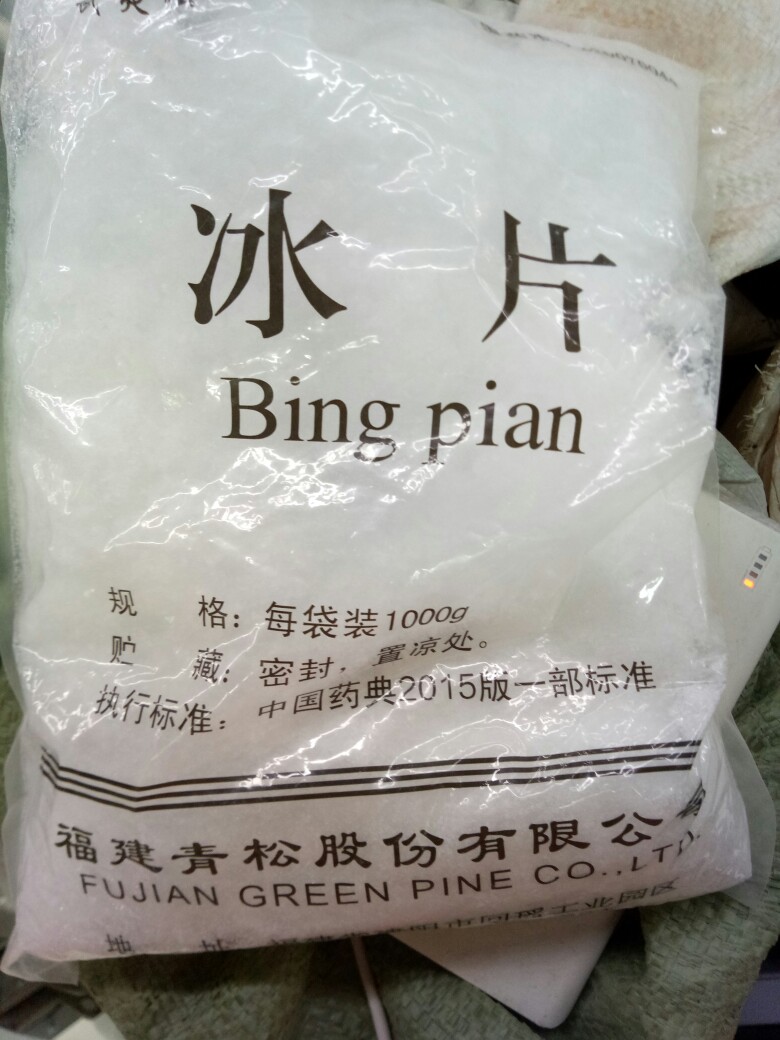 冰 片
Bing pian
规 格: 每袋装1000g
贮 藏: 密封, 置凉处。
执行标准: 中国药典2015版一部标准
福建青松股份有限公
FUJIAN GREEN PINE CO.,LTD.